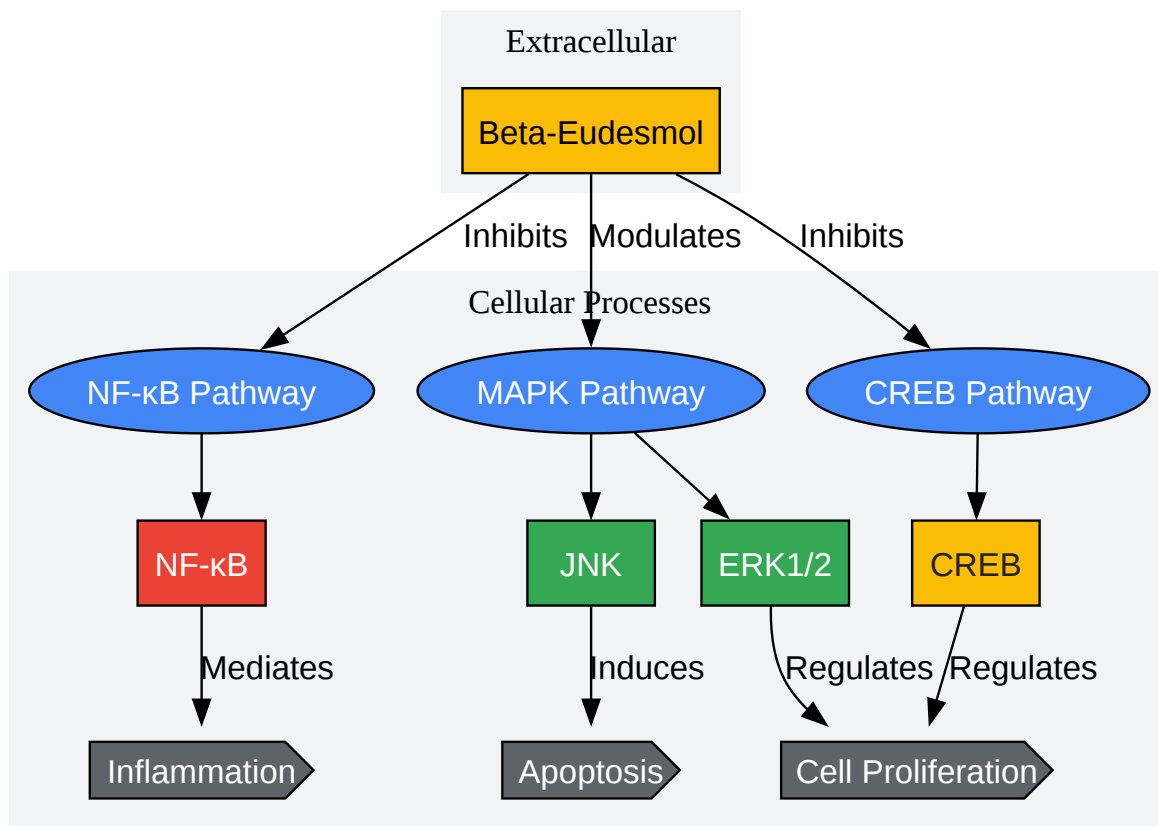 Extracellular
Beta-Eudesmol
Inhibits
Modulates
Inhibits
Cellular Processes
NF-κB Pathway
MAPK Pathway
CREB Pathway
NF-κB
JNK
ERK1/2
CREB
Mediates
Induces
Regulates
Regulates
Inflammation
Apoptosis
Cell Proliferation